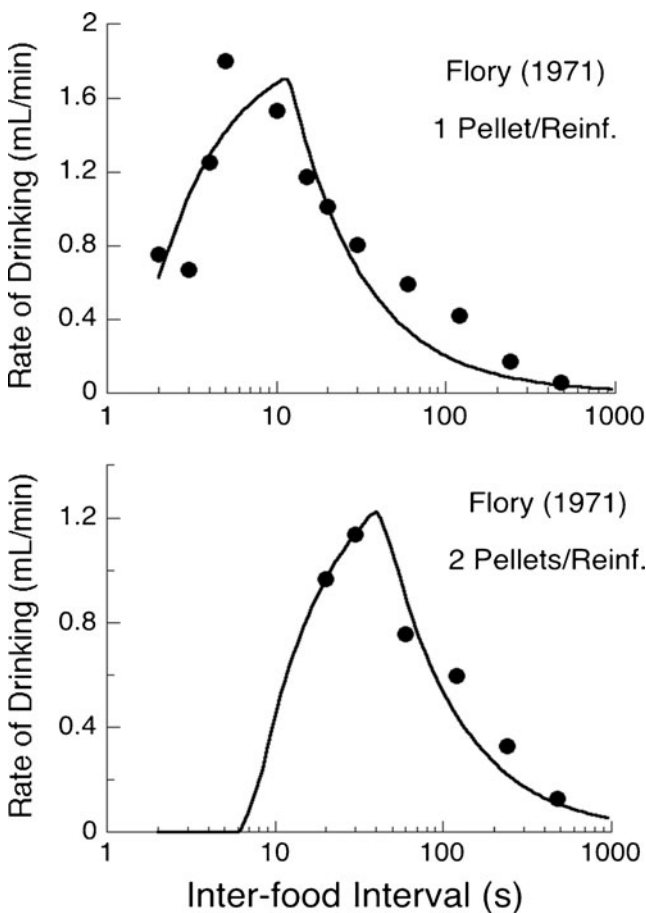 2
1.6
1.2
0.8
0.4
0
Rate of Drinking (mL/min)
Flory (1971)
1 Pellet/Reinf.
1
10
100
1000
1.2
0.8
0.4
0
Rate of Drinking (mL/min)
Flory (1971)
2 Pellets/Reinf.
1
10
100
1000
Inter-food Interval (s)